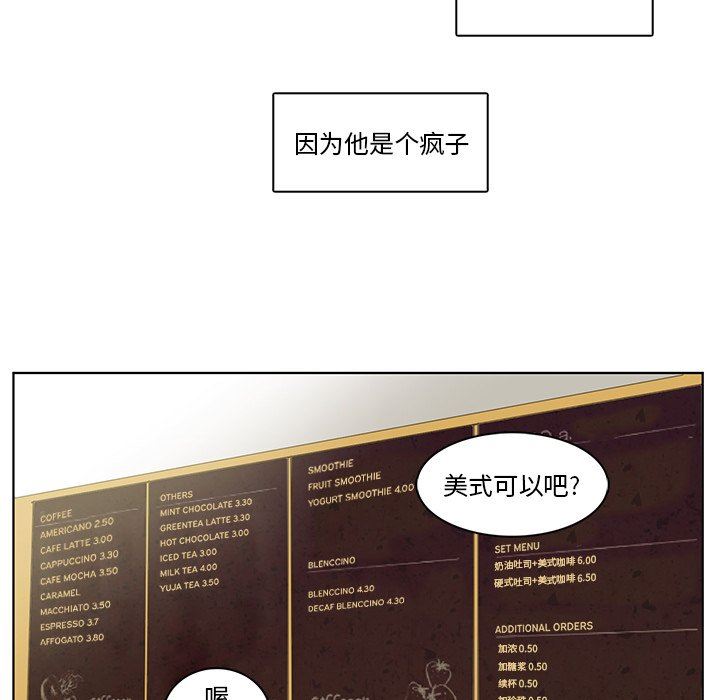 因为他是个疯子
美式可以吧?
COFFEE
AMERICANO 2.50
CAFE LATTE 3.00
CAPPUCCINO 3.30
CAFE MOCHA 3.50
CARAMEL
MACCHIATO 3.50
ESPRESSO 3.7
AFFOGATO 3.80
OTHERS
MINT CHOCOLATE 3.30
GREENTEA LATTE 3.30
HOT CHOCOLATE 3.00
ICED TEA 3.00
MILK TEA 4.00
YUJA TEA 3.50
SMOOTHIE
FRUIT SMOOTHIE
YOGURT SMOOTHIE 4.00
BLENCCINO
BLENCCINO 4.30
DECAF BLENCCINO 4.30
SET MENU
奶油吐司+美式咖啡 6.00
硬式吐司+美式咖啡 6.50
ADDITIONAL ORDERS
加浓 0.50
加糖浆 0.50
续杯 0.50
加珍珠 0.50
喔